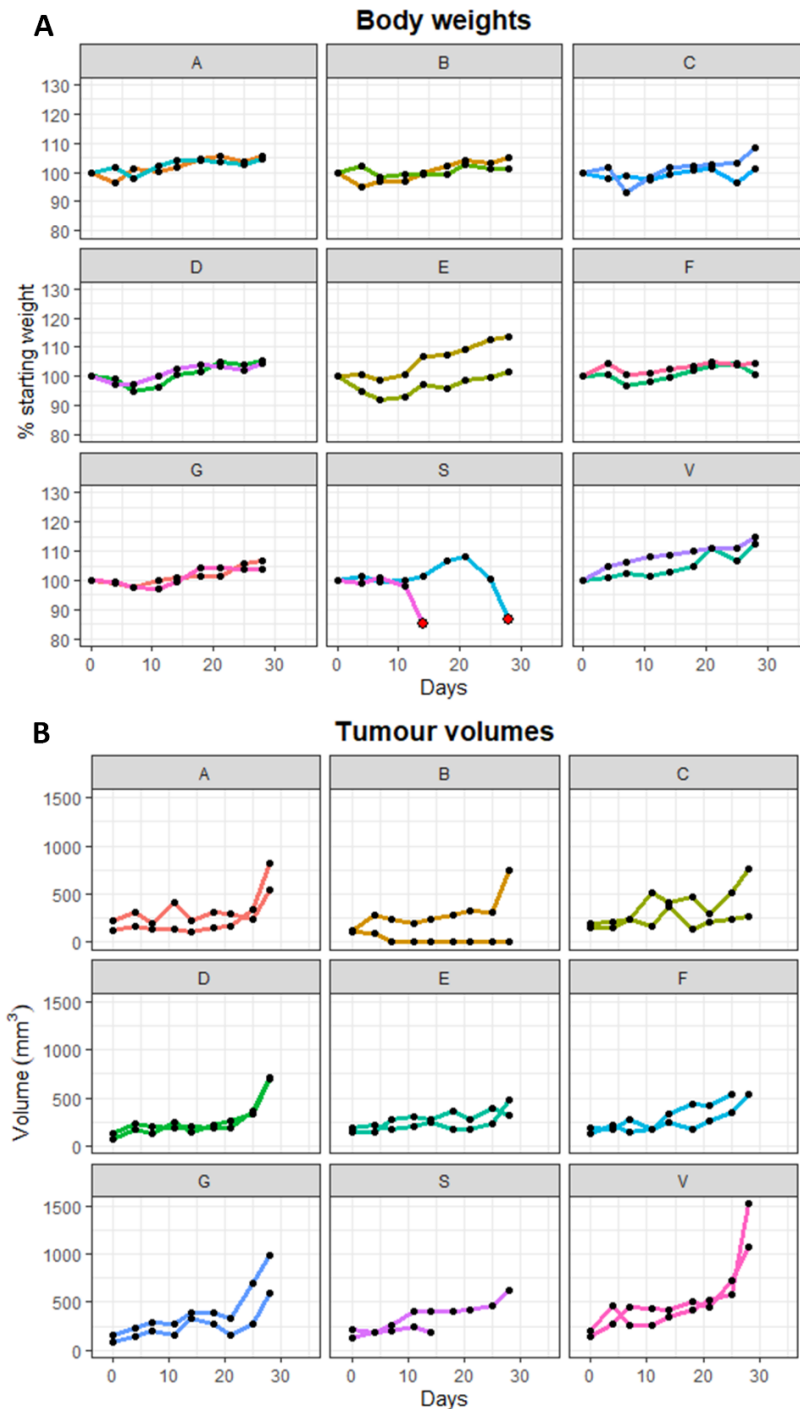 A Body weights
A B C
130
120
110
100
90
80
D E F
130
120
110
100
90
80
G S V
130
120
110
100
90
80
% starting weight
0 10 20 30 0 10 20 30 0 10 20 30
Days
B Tumour volumes
A B C
1500
1000
500
0
D E F
1500
1000
500
0
G S V
1500
1000
500
0
Volume (mm³)
0 10 20 30 0 10 20 30 0 10 20 30
Days